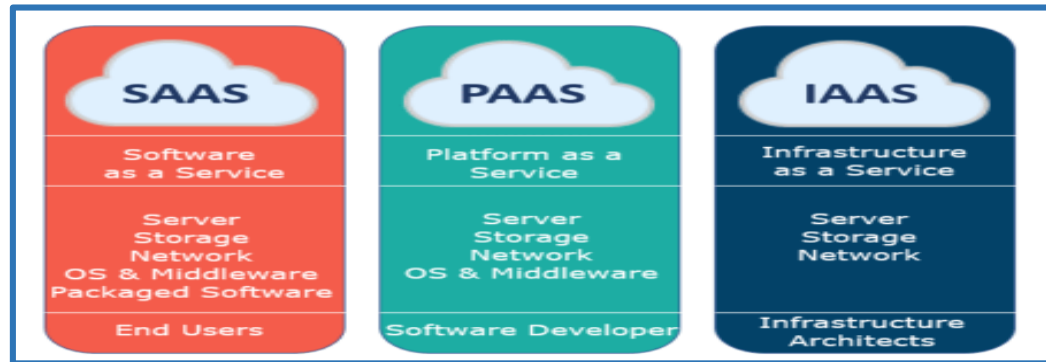 SAAS
Software
as a Service
Server
Storage
Network
OS & Middleware
Packaged Software
End Users
PAAS
Platform as a
Service
Server
Storage
Network
OS & Middleware
Software Developer
IAAS
Infrastructure
as a Service
Server
Storage
Network
Infrastructure
Architects